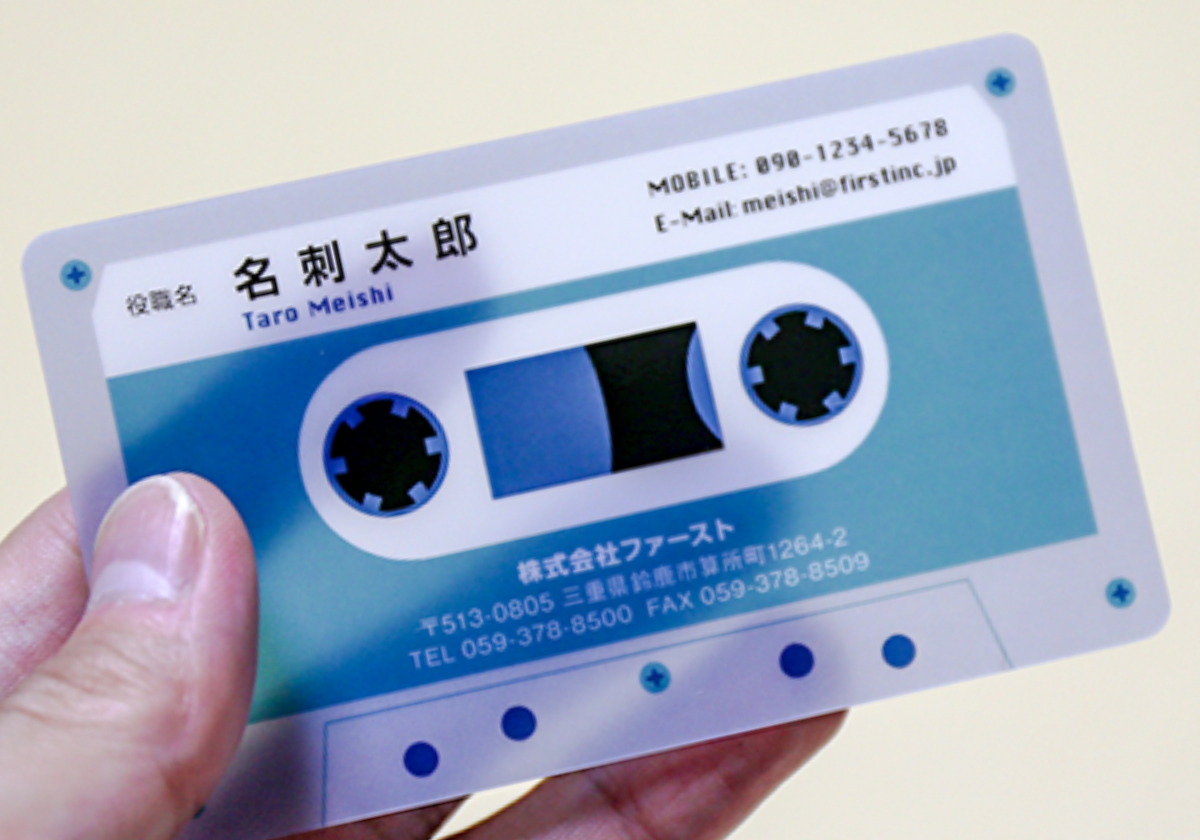 役職名 名刺太郎
Taro Meishi
MOBILE: 090-1234-5678
E-Mail: meishi@firstinc.jp
株式会社ファースト
〒513-0805 三重県鈴鹿市算所町1264-2
TEL 059-378-8500 FAX 059-378-8509